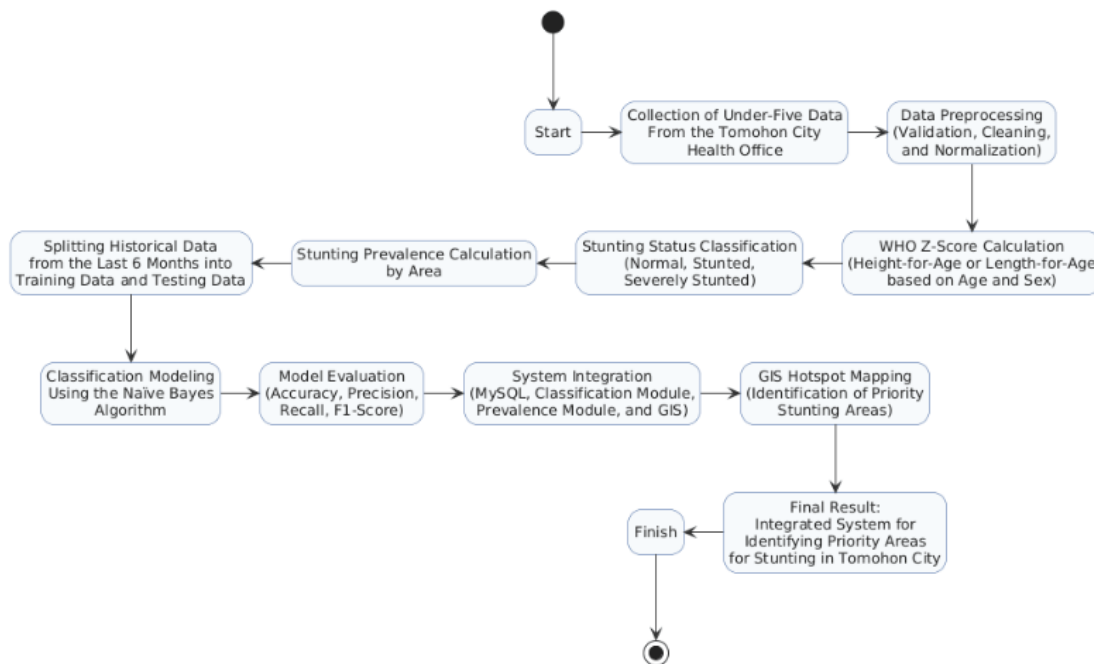 Start
Collection of Under-Five Data
From the Tomohon City
Health Office
Data Preprocessing
(Validation, Cleaning,
and Normalization)
WHO Z-Score Calculation
(Height-for-Age or Length-for-Age
based on Age and Sex)
Stunting Status Classification
(Normal, Stunted,
Severely Stunted)
Stunting Prevalence Calculation
by Area
Splitting Historical Data
from the Last 6 Months into
Training Data and Testing Data
Classification Modeling
Using the Naïve Bayes
Algorithm
Model Evaluation
(Accuracy, Precision,
Recall, F1-Score)
System Integration
(MySQL, Classification Module,
Prevalence Module, and GIS)
GIS Hotspot Mapping
(Identification of Priority
Stunting Areas)
Final Result:
Integrated System for
Identifying Priority Areas
for Stunting in Tomohon City
Finish